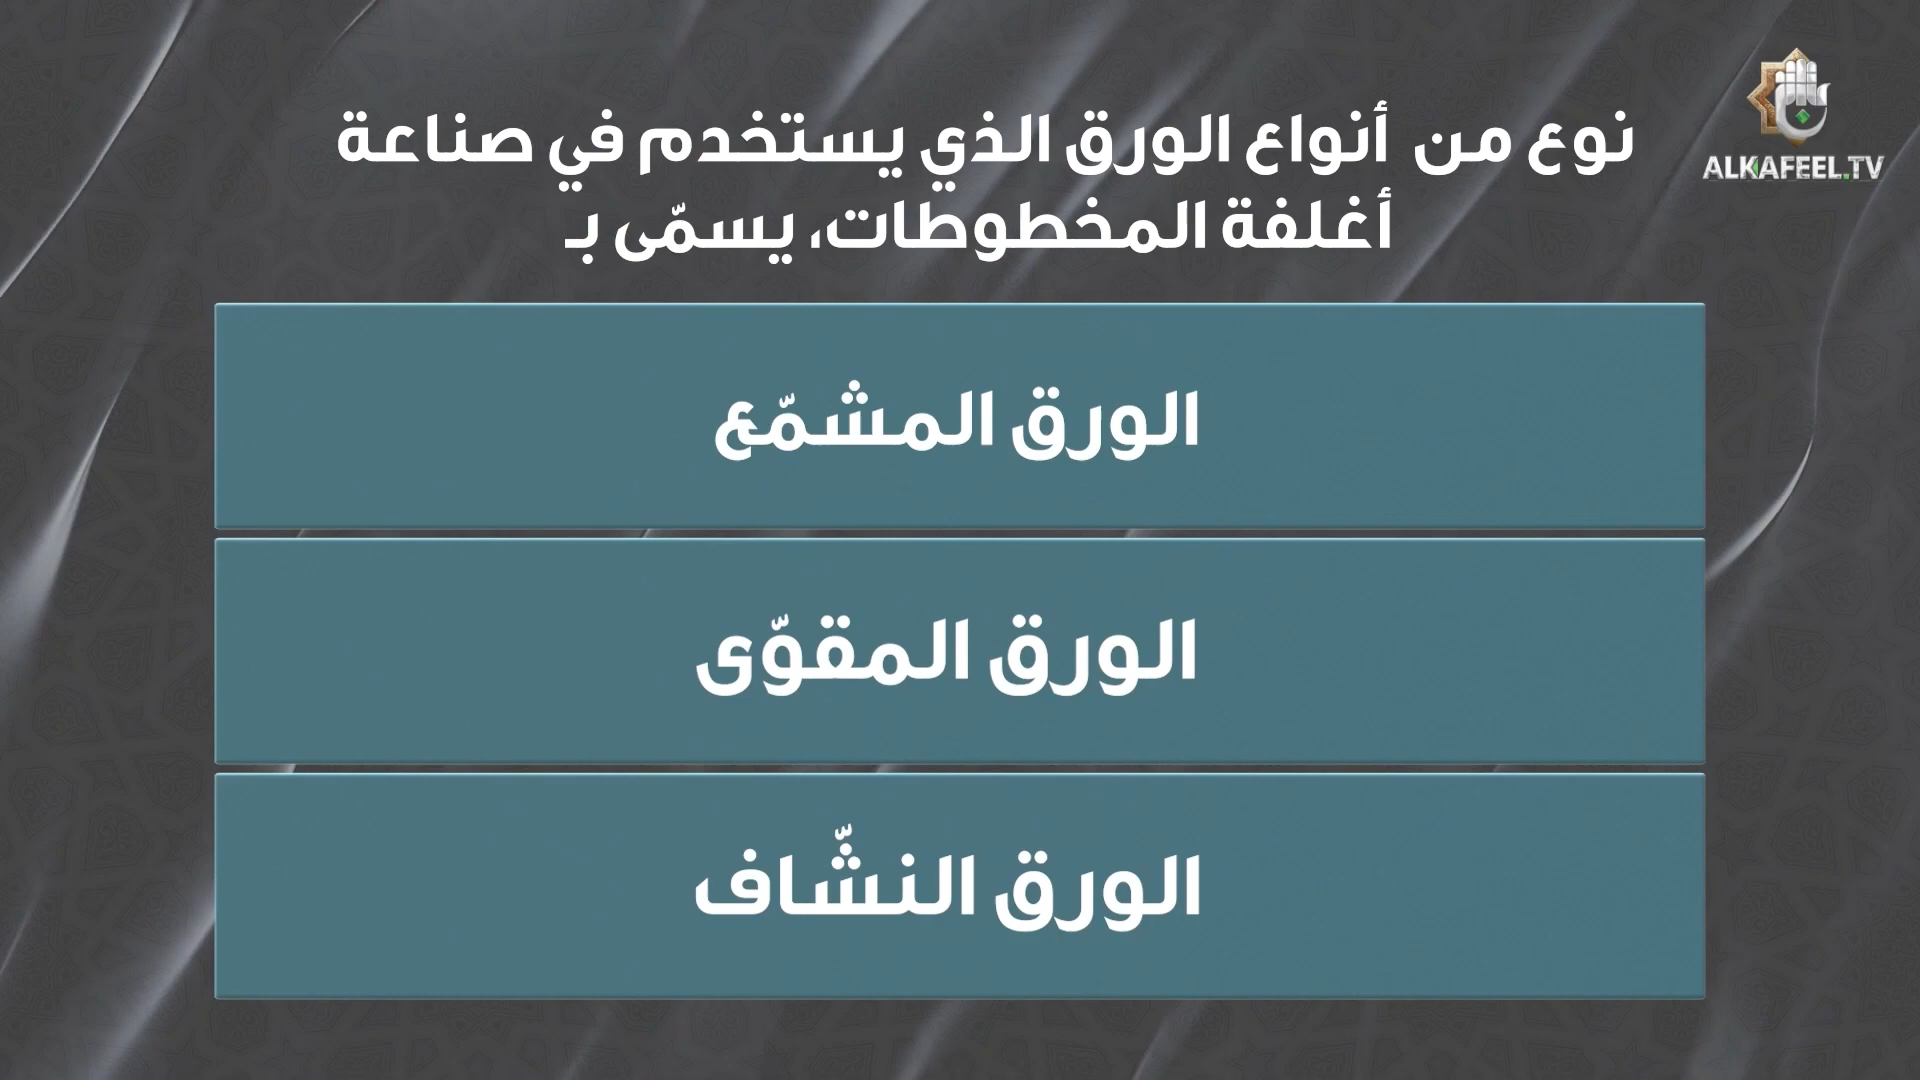 ALKAFEEL.TV
نوع من أنواع الورق الذي يستخدم في صناعة
أغلفة المخطوطات، يسمّى بـ
الورق المشمّع
الورق المقوّى
الورق النشّاف